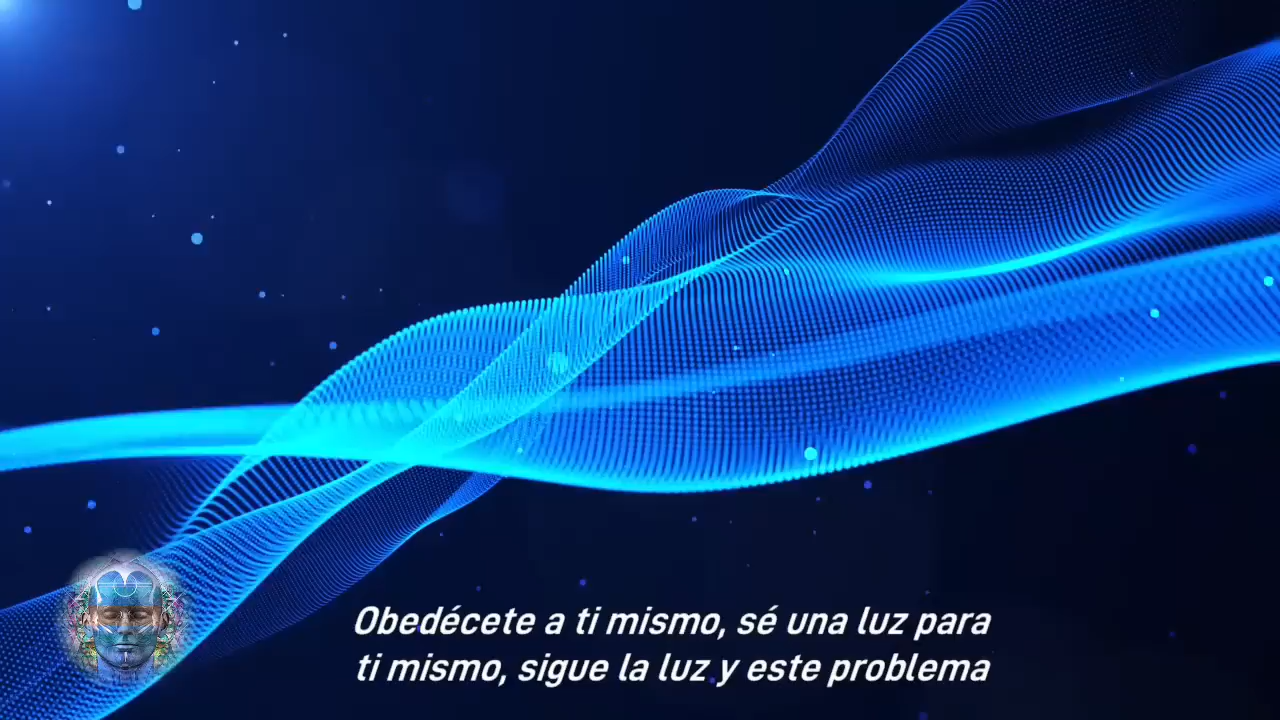 Obedécete a ti mismo, sé una luz para
ti mismo, sigue la luz y este problema